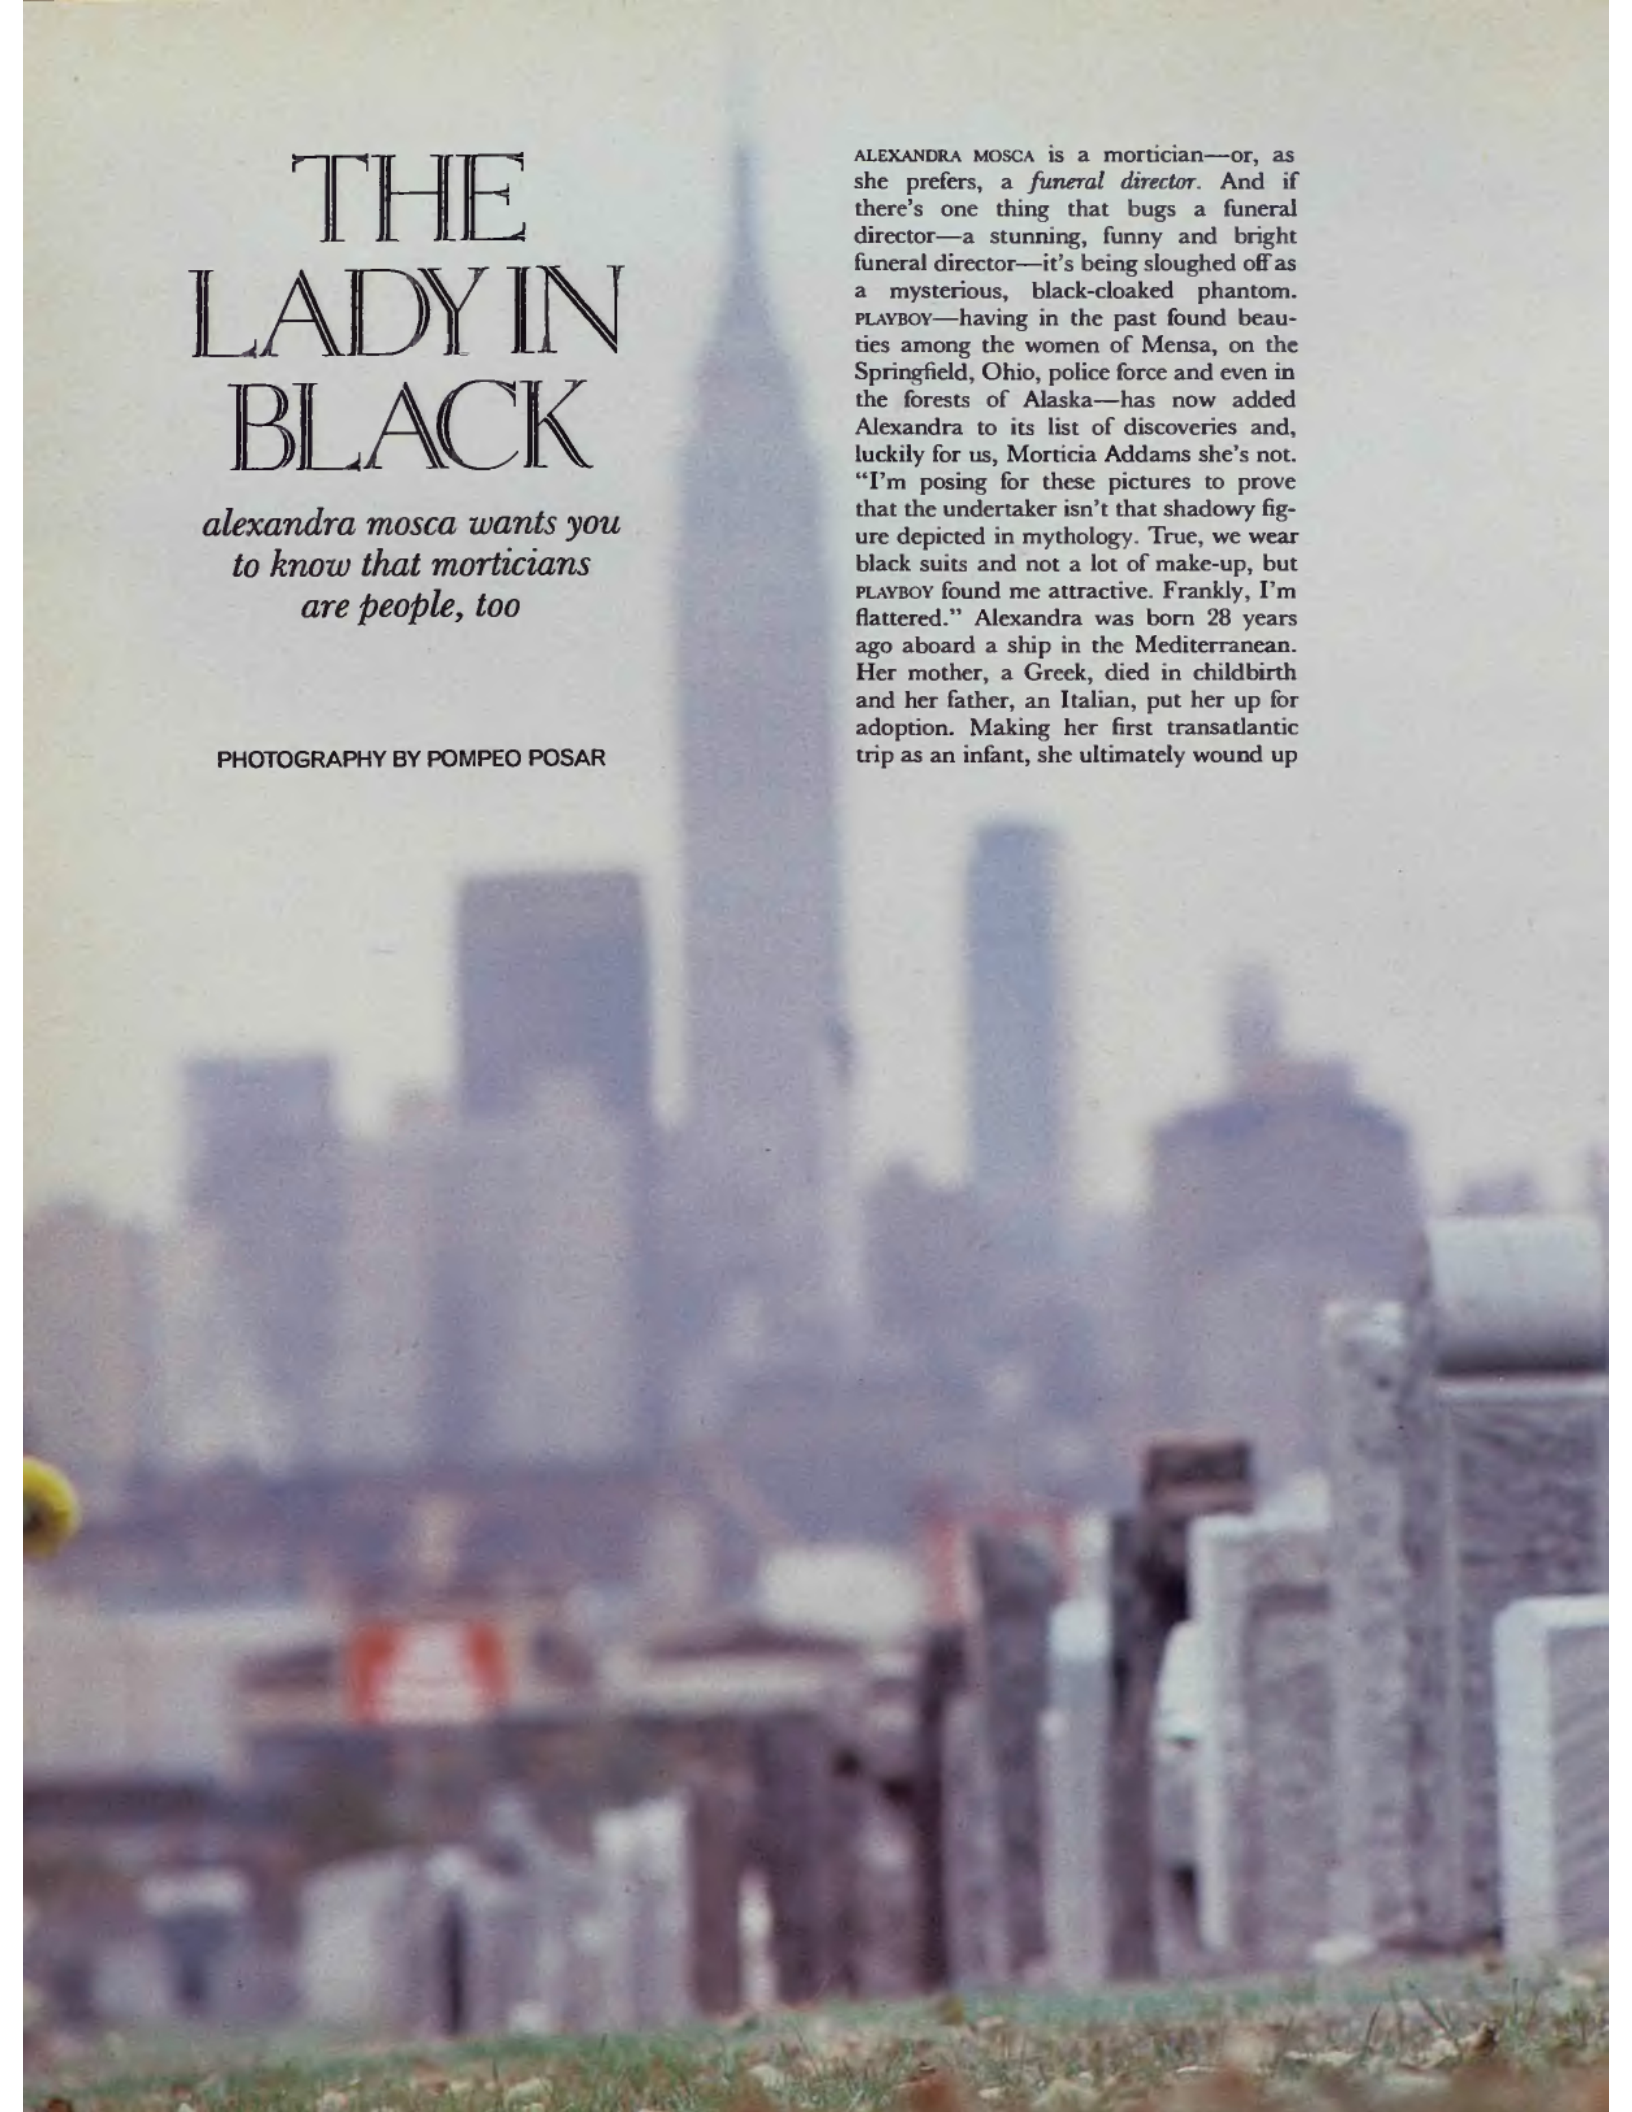 THE
LADY IN
BLACK
alexandra mosca wants you
to know that morticians
are people, too
PHOTOGRAPHY BY POMPEO POSAR
ALEXANDRA MOSCA is a mortician—or, as
she prefers, a funeral director. And if
there's one thing that bugs a funeral
director—a stunning, funny and bright
funeral director—it's being sloughed off as
a mysterious, black-cloaked phantom.
PLAYBOY—having in the past found beau-
ties among the women of Mensa, on the
Springfield, Ohio, police force and even in
the forests of Alaska—has now added
Alexandra to its list of discoveries and,
luckily for us, Morticia Addams she's not.
“I'm posing for these pictures to prove
that the undertaker isn't that shadowy fig-
ure depicted in mythology. True, we wear
black suits and not a lot of make-up, but
PLAYBOY found me attractive. Frankly, I'm
flattered.” Alexandra was born 28 years
ago aboard a ship in the Mediterranean.
Her mother, a Greek, died in childbirth
and her father, an Italian, put her up for
adoption. Making her first transatlantic
trip as an infant, she ultimately wound up